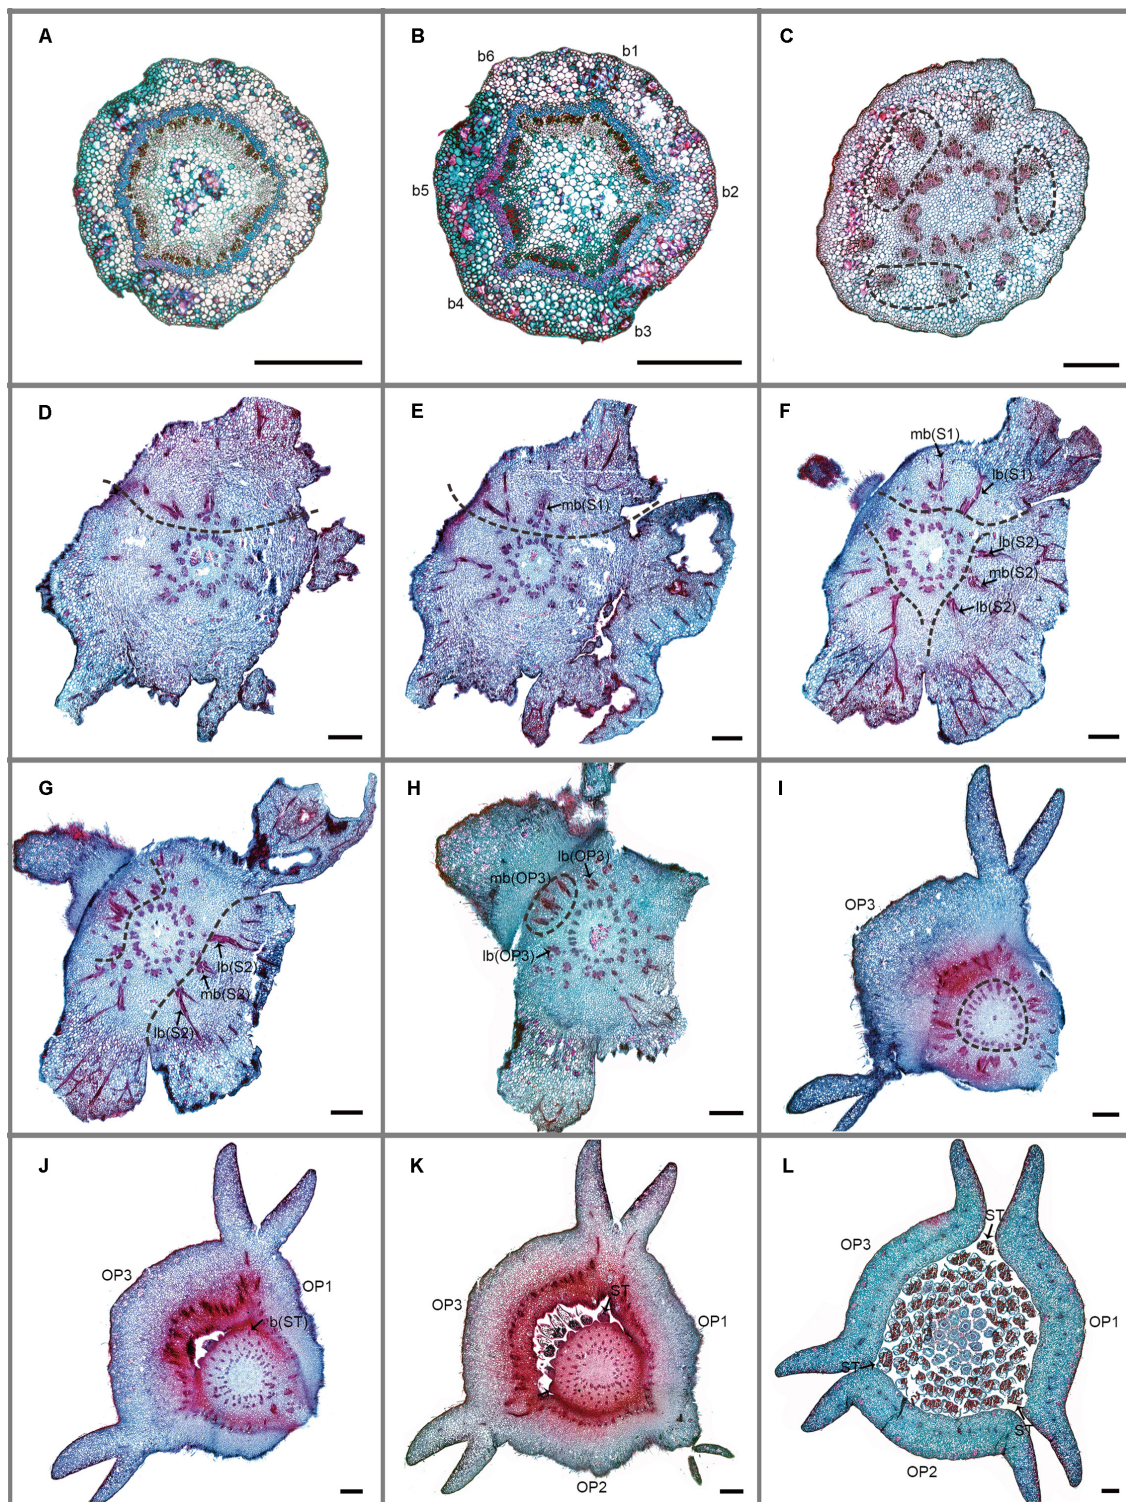 A
B
b6
b1
b5
b2
b4
b3
C
D
E
mb(S1)
F
mb(S1)
lb(S1)
lb(S2)
mb(S2)
lb(S2)
G
lb(S2)
mb(S2)
lb(S2)
H
lb(OP3)
mb(OP3)
lb(OP3)
I
OP3
J
OP3
OP1
b(ST)
K
OP3
ST
OP1
OP2
L
ST
OP3
OP1
ST
ST
OP2